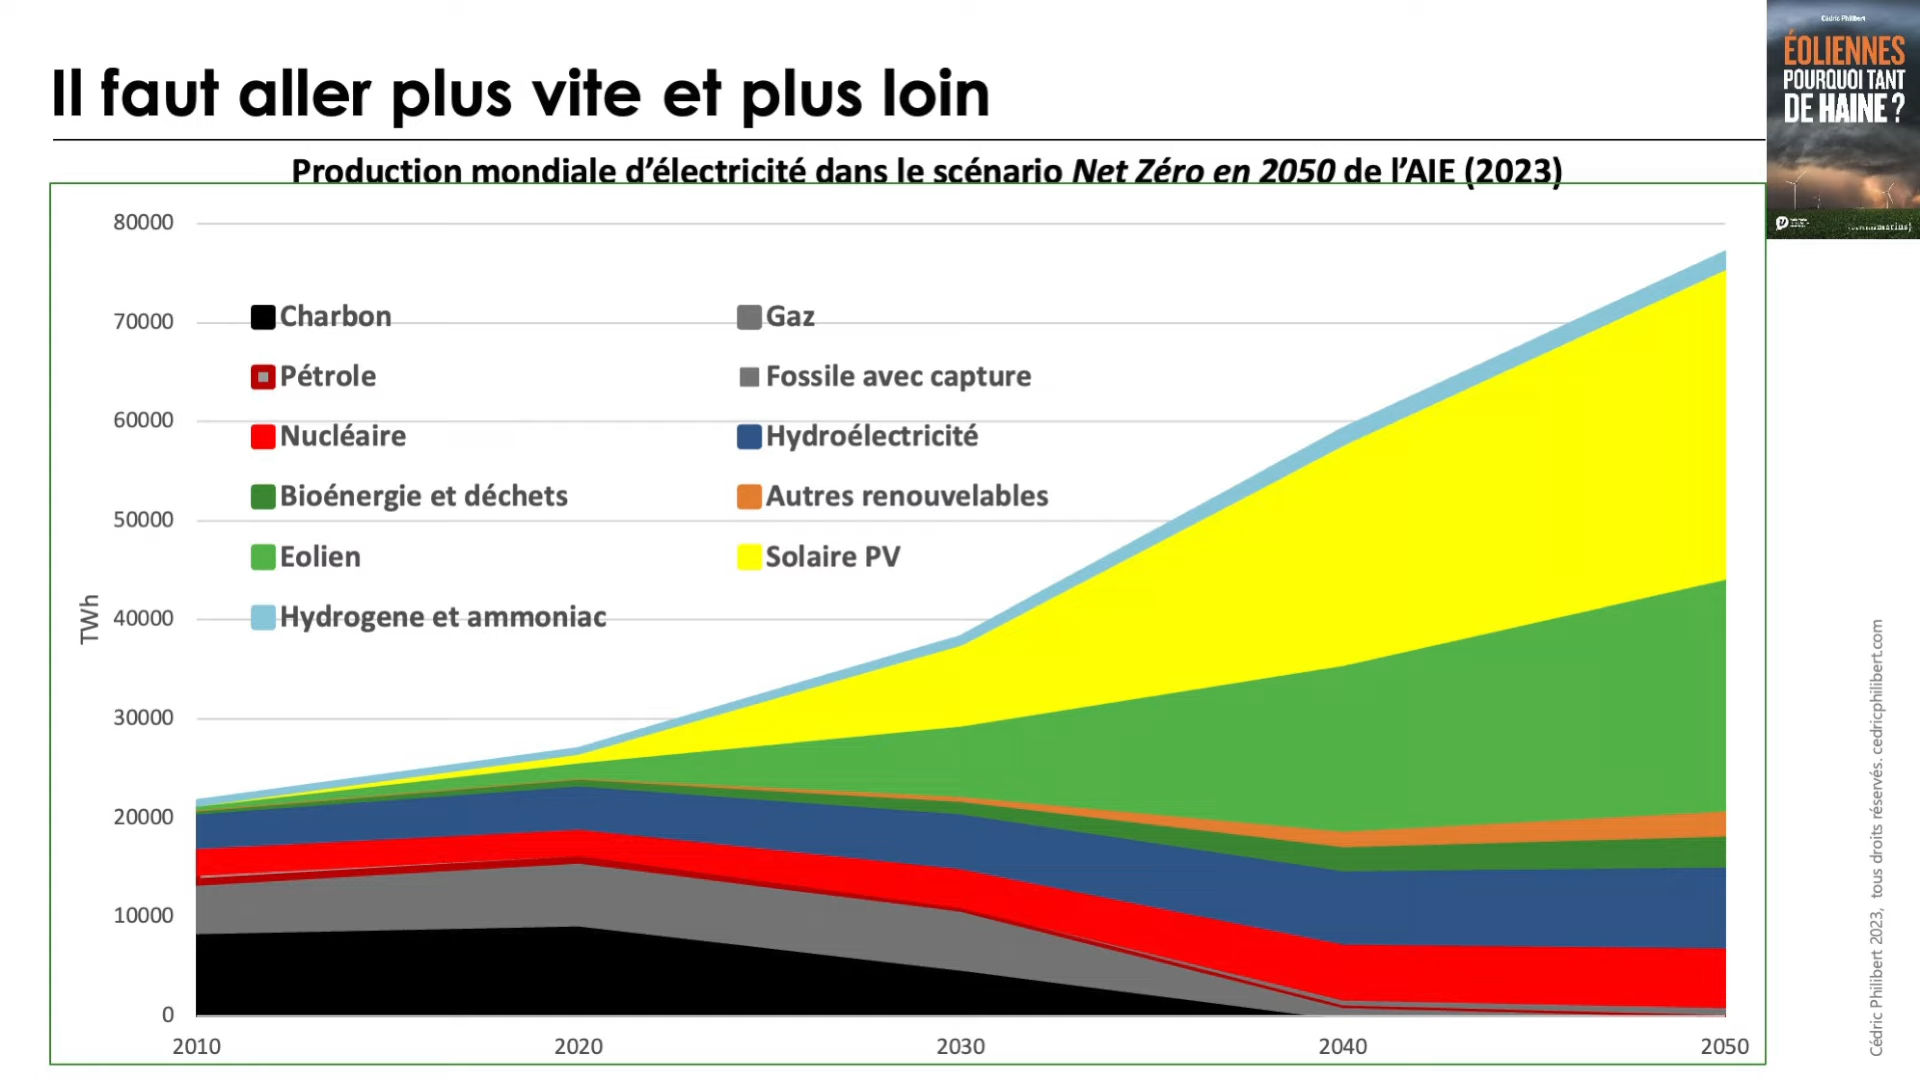 Il faut aller plus vite et plus loin
Cédric Philibert
ÉOLIENNES
POURQUOI TANT
DE HAINE ?
Production mondiale d’électricité dans le scénario Net Zéro en 2050 de l’AIE (2023)
80000
70000
60000
50000
40000
30000
20000
10000
0
TWh
Charbon
Gaz
Pétrole
Fossile avec capture
Nucléaire
Hydroélectricité
Bioénergie et déchets
Autres renouvelables
Eolien
Solaire PV
Hydrogene et ammoniac
2010
2020
2030
2040
2050
Cédric Philibert 2023, tous droits réservés. cedricphilibert.com